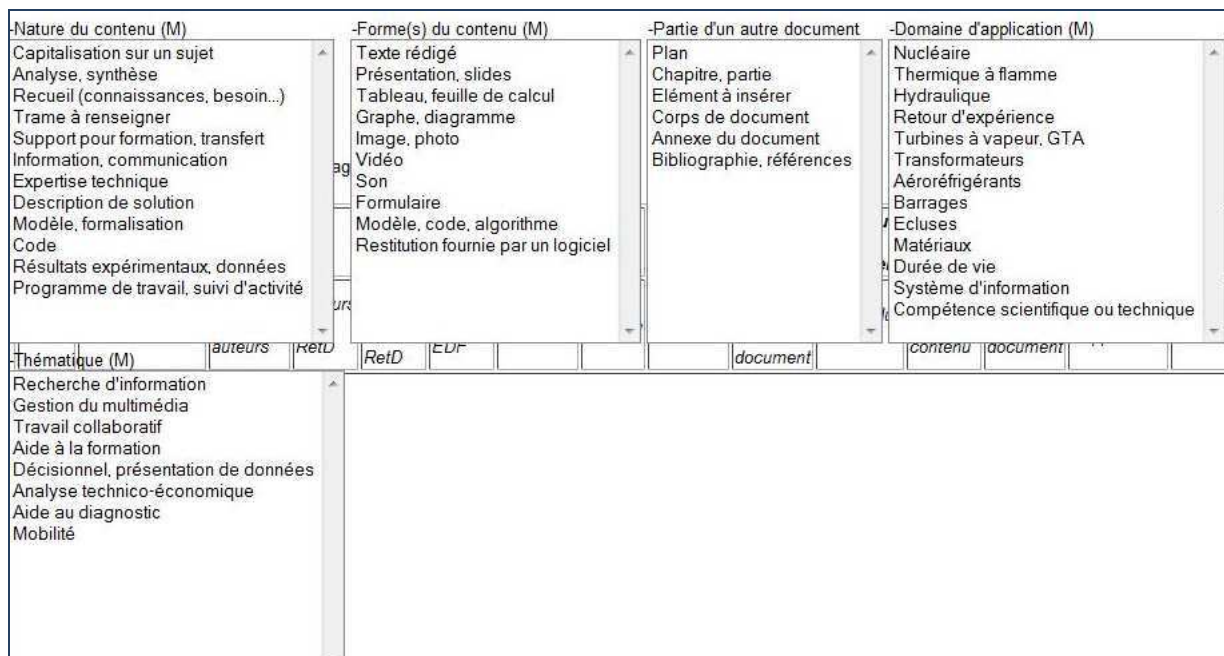 -Nature du contenu (M)
Capitalisation sur un sujet
Analyse, synthèse
Recueil (connaissances, besoin...)
Trame à renseigner
Support pour formation, transfert
Information, communication
Expertise technique
Description de solution
Modèle, formalisation
Code
Résultats expérimentaux, données
Programme de travail, suivi d'activité
-Forme(s) du contenu (M)
Texte rédigé
Présentation, slides
Tableau, feuille de calcul
Graphe, diagramme
Image, photo
Vidéo
Son
Formulaire
Modèle, code, algorithme
Restitution fournie par un logiciel
-Partie d'un autre document
Plan
Chapitre, partie
Elément à insérer
Corps de document
Annexe du document
Bibliographie, références
-Domaine d'application (M)
Nucléaire
Thermique à flamme
Hydraulique
Retour d'expérience
Turbines à vapeur, GTA
Transformateurs
Aéroréfrigérants
Barrages
Ecluses
Matériaux
Durée de vie
Système d'information
Compétence scientifique ou technique
auteurs RetD RetD EDF document contenu document
-Thématique (M)
Recherche d'information
Gestion du multimédia
Travail collaboratif
Aide à la formation
Décisionnel, présentation de données
Analyse technico-économique
Aide au diagnostic
Mobilité